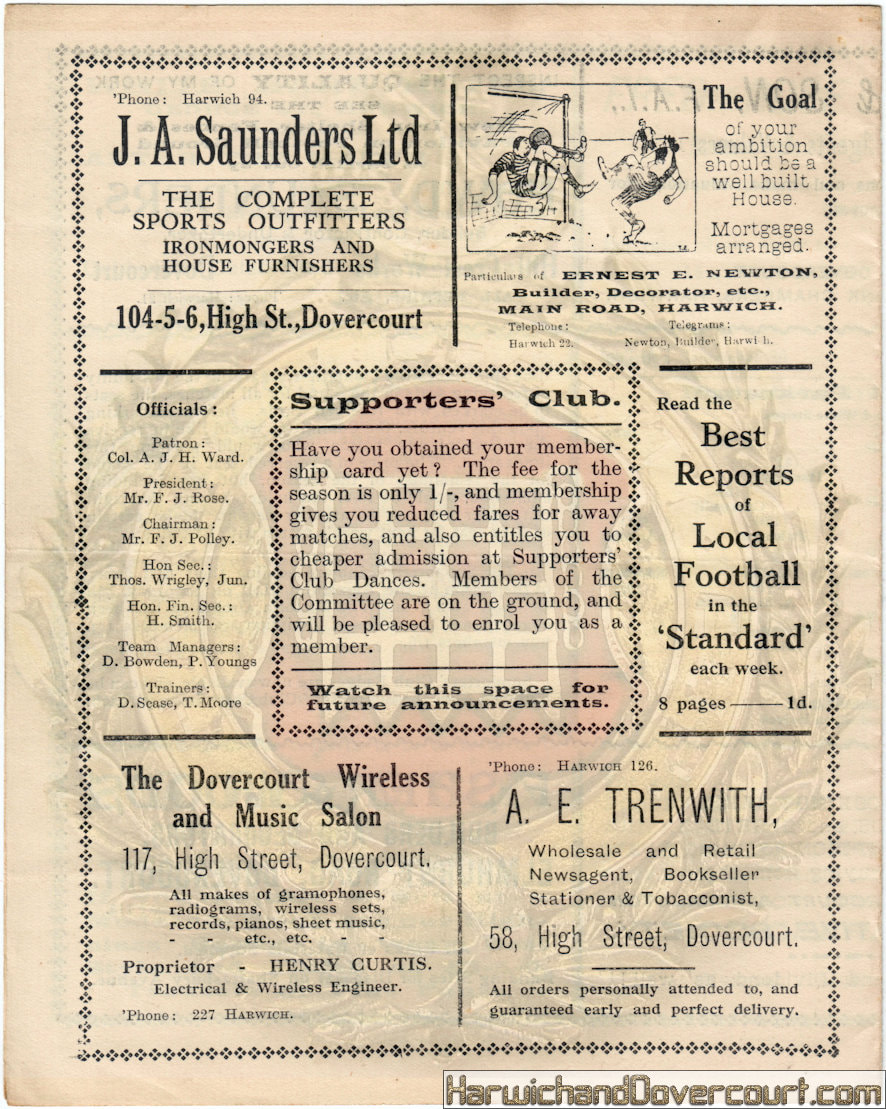 'Phone: Harwich 94.
J. A. Saunders Ltd
THE COMPLETE
SPORTS OUTFITTERS
IRONMONGERS AND
HOUSE FURNISHERS
104-5-6, High St., Dovercourt
The Goal
of your
ambition
should be a
well built
House.
Mortgages
arranged.
Particulars of ERNEST E. NEWTON,
Builder, Decorator, etc.,
MAIN ROAD, HARWICH.
Telephone: Telegrams:
Harwich 22. Newton, Builder, Harwich.
Officials:
Patron:
Col. A. J. H. Ward.
President:
Mr. F. J. Rose.
Chairman:
Mr. F. J. Polley.
Hon Sec.:
Thos. Wrigley, Jun.
Hon. Fin. Sec.:
H. Smith.
Team Managers:
D. Bowden, P. Youngs
Trainers:
D. Scase, T. Moore
Supporters' Club.
Have you obtained your member-
ship card yet? The fee for the
season is only 1/-, and membership
gives you reduced fares for away
matches, and also entitles you to
cheaper admission at Supporters'
Club Dances. Members of the
Committee are on the ground, and
will be pleased to enrol you as a
member.
Watch this space for
future announcements.
Read the
Best
Reports
of
Local
Football
in the
'Standard'
each week.
8 pages — 1d.
The Dovercourt Wireless
and Music Salon
117, High Street, Dovercourt.
All makes of gramophones,
radiograms, wireless sets,
records, pianos, sheet music,
- - etc., etc. - -
Proprietor - HENRY CURTIS.
Electrical & Wireless Engineer.
'Phone: 227 HARWICH.
'Phone: HARWICH 126.
A. E. TRENWITH,
Wholesale and Retail
Newsagent, Bookseller
Stationer & Tobacconist,
58, High Street, Dovercourt.
All orders personally attended to, and
guaranteed early and perfect delivery.
HarwichandDovercourt.com